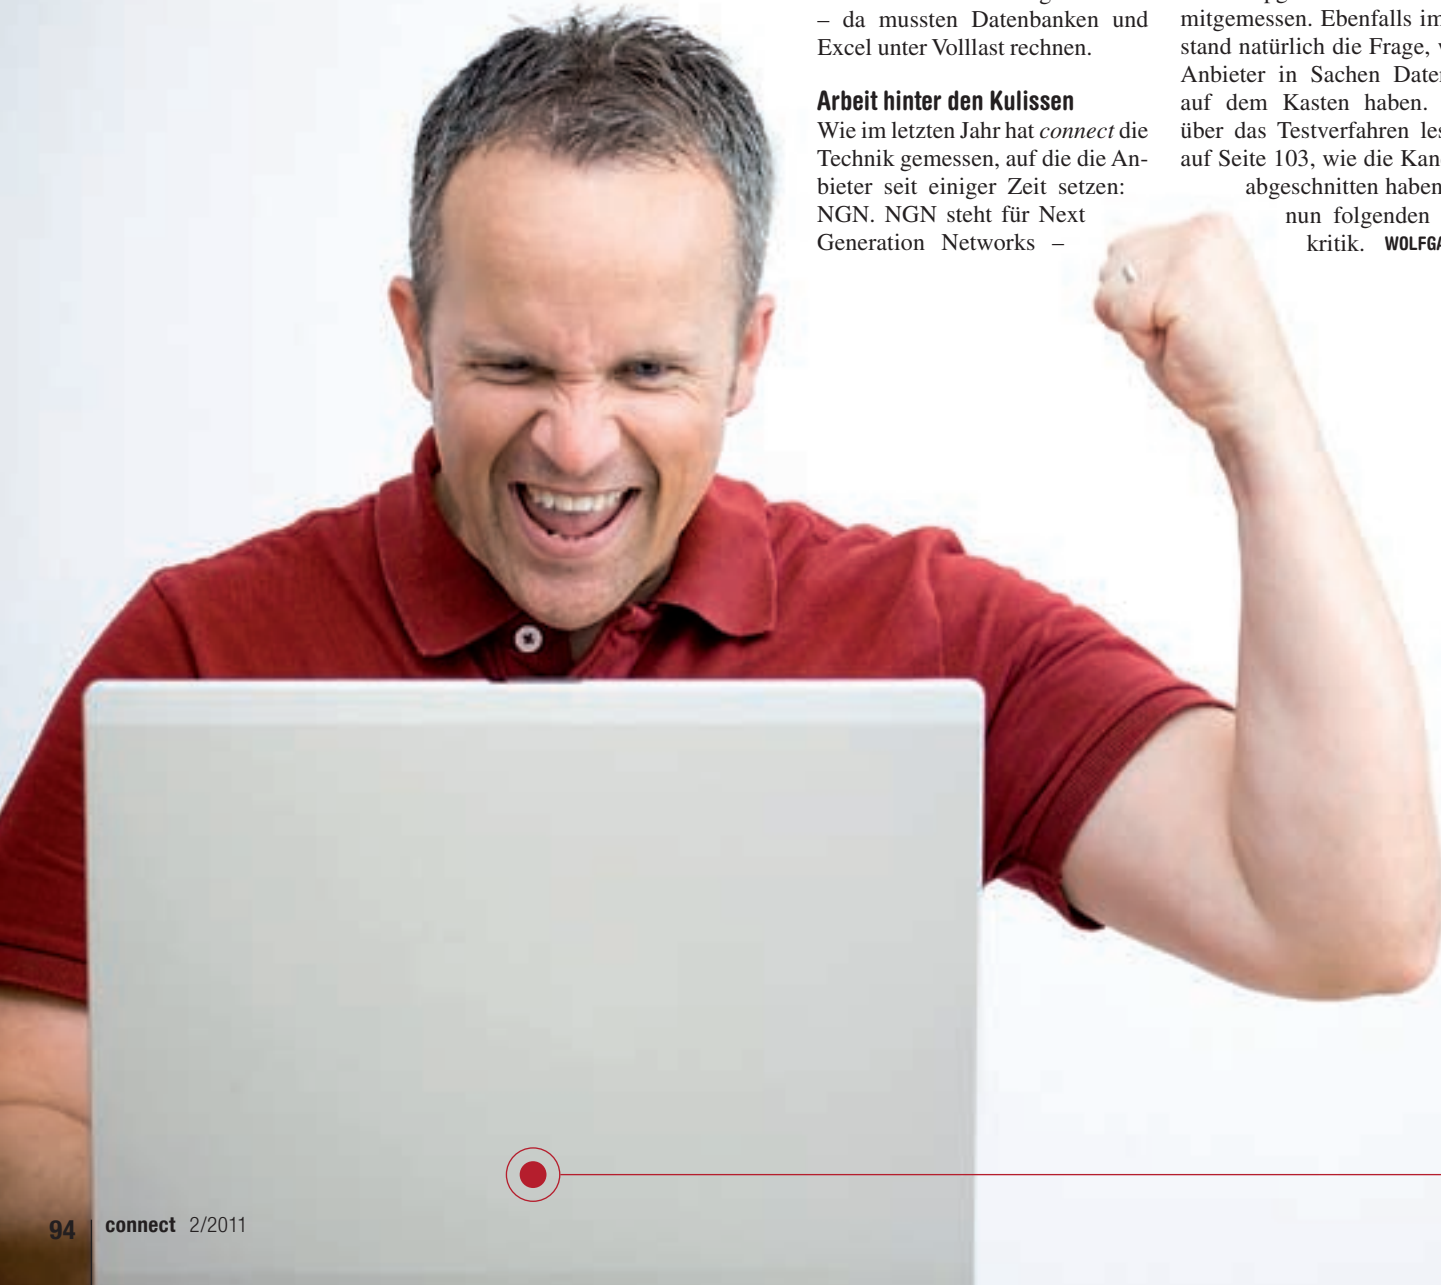 – da mussten Datenbanken und
Excel unter Volllast rechnen.
Arbeit hinter den Kulissen
Wie im letzten Jahr hat connect die
Technik gemessen, auf die die An-
bieter seit einiger Zeit setzen:
NGN. NGN steht für Next
Generation Networks –
mitgemessen. Ebenfalls im
stand natürlich die Frage,
Anbieter in Sachen
auf dem Kasten haben.
über das Testverfahren
auf Seite 103, wie die
abgeschnitten haben
nun folgenden
kritik.
94 connect 2/2011